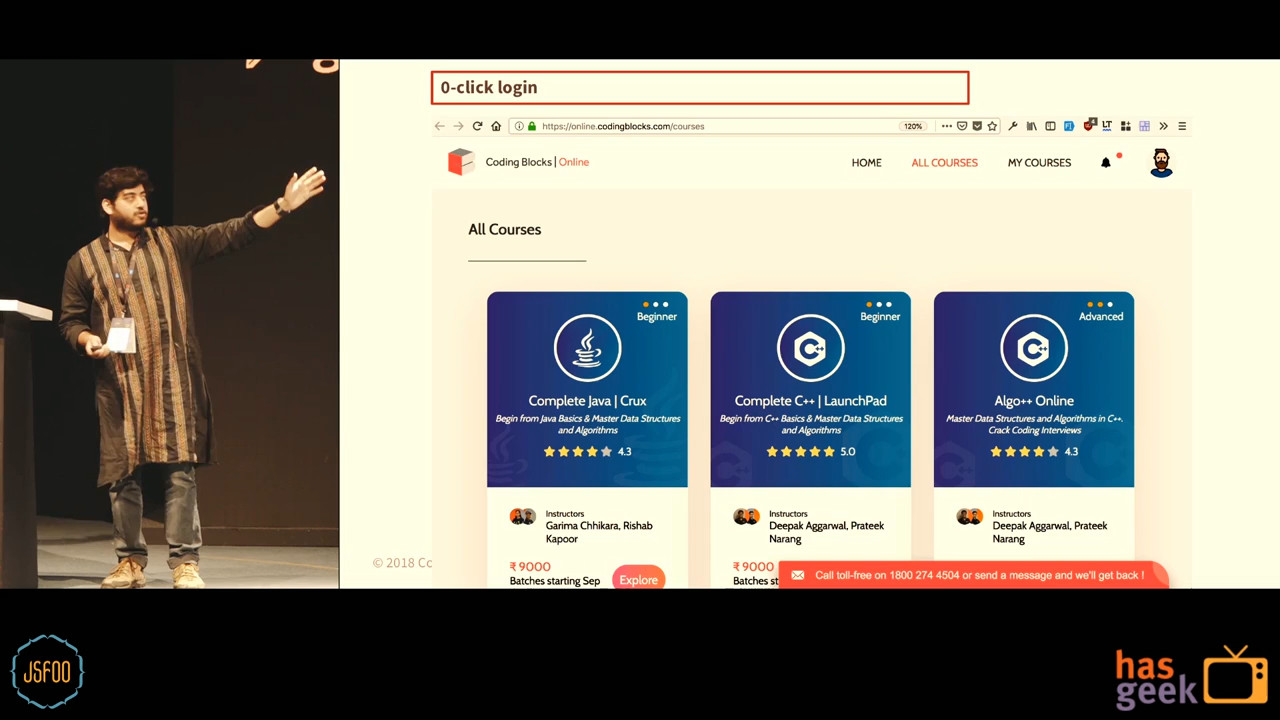 0-click login
https://online.codingblocks.com/courses
120%
4
LT
Coding Blocks | Online
HOME
ALL COURSES
MY COURSES
All Courses
Beginner
Complete Java | Crux
Begin from Java Basics & Master Data Structures
and Algorithms
4.3
Instructors
Garima Chhikara, Rishab
Kapoor
₹ 9000
Batches starting Sep
Explore
Beginner
Complete C++ | LaunchPad
Begin from C++ Basics & Master Data Structures
and Algorithms
5.0
Instructors
Deepak Aggarwal, Prateek
Narang
₹ 9000
Batches st
Advanced
Algo++ Online
Master Data Structures and Algorithms in C++.
Crack Coding Interviews
4.3
Instructors
Deepak Aggarwal, Prateek
Narang
Call toll-free on 1800 274 4504 or send a message and we'll get back !
© 2018 Co
JSFOO
has
geek